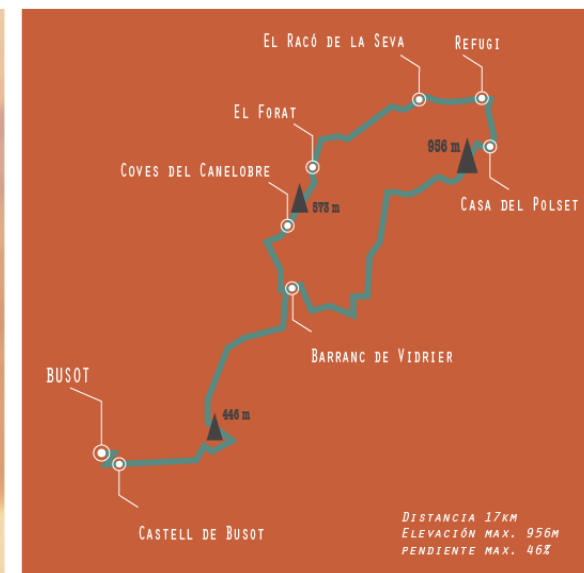 EL RACÓ DE LA SEVA
REFUGI
EL FORAT
956 m
COVES DEL CANELOBRE
573 m
CASA DEL POLSET
BARRANC DE VIDRIER
BUSOT
446 m
CASTELL DE BUSOT
DISTANCIA 17KM
ELEVACIÓN MAX. 956M
PENDIENTE MAX. 46%